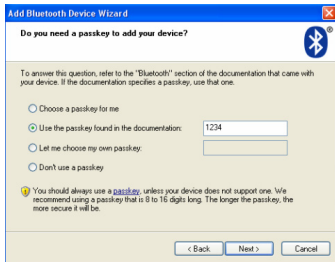 Add Bluetooth Device Wizard
Do you need a passkey to add your device?
To answer this question, refer to the "Bluetooth" section of the documentation that came with
your device. If the documentation specifies a passkey, use that one.
Choose a passkey for me
Use the passkey found in the documentation: 1234
Let me choose my own passkey:
Don't use a passkey
You should always use a passkey, unless your device does not support one. We
recommend using a passkey that is 8 to 16 digits long. The longer the passkey, the
more secure it will be.
< Back Next > Cancel